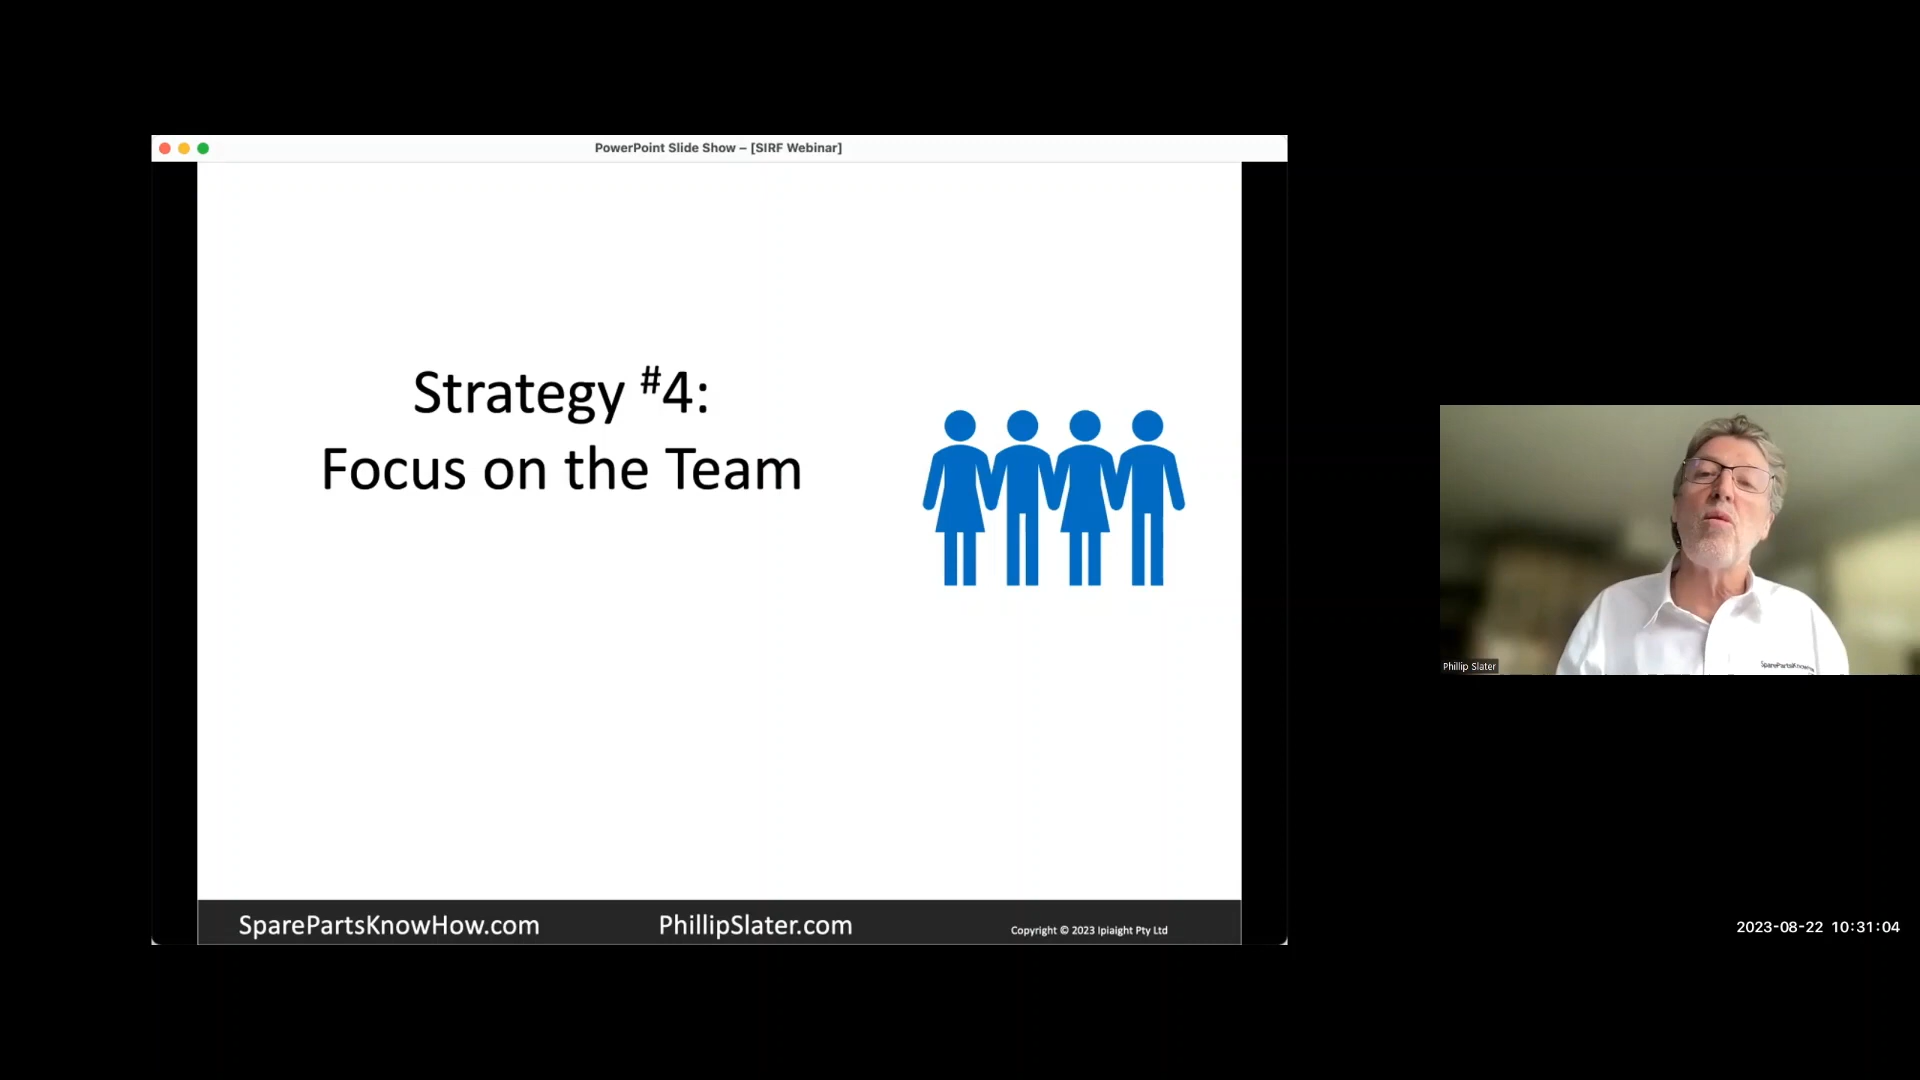 PowerPoint Slide Show – [SIRF Webinar]
Strategy #4:
Focus on the Team
SparePartsKnowHow.com
PhillipSlater.com
Copyright © 2023 Ipiaight Pty Ltd
Phillip Slater
2023-08-22 10:31:04